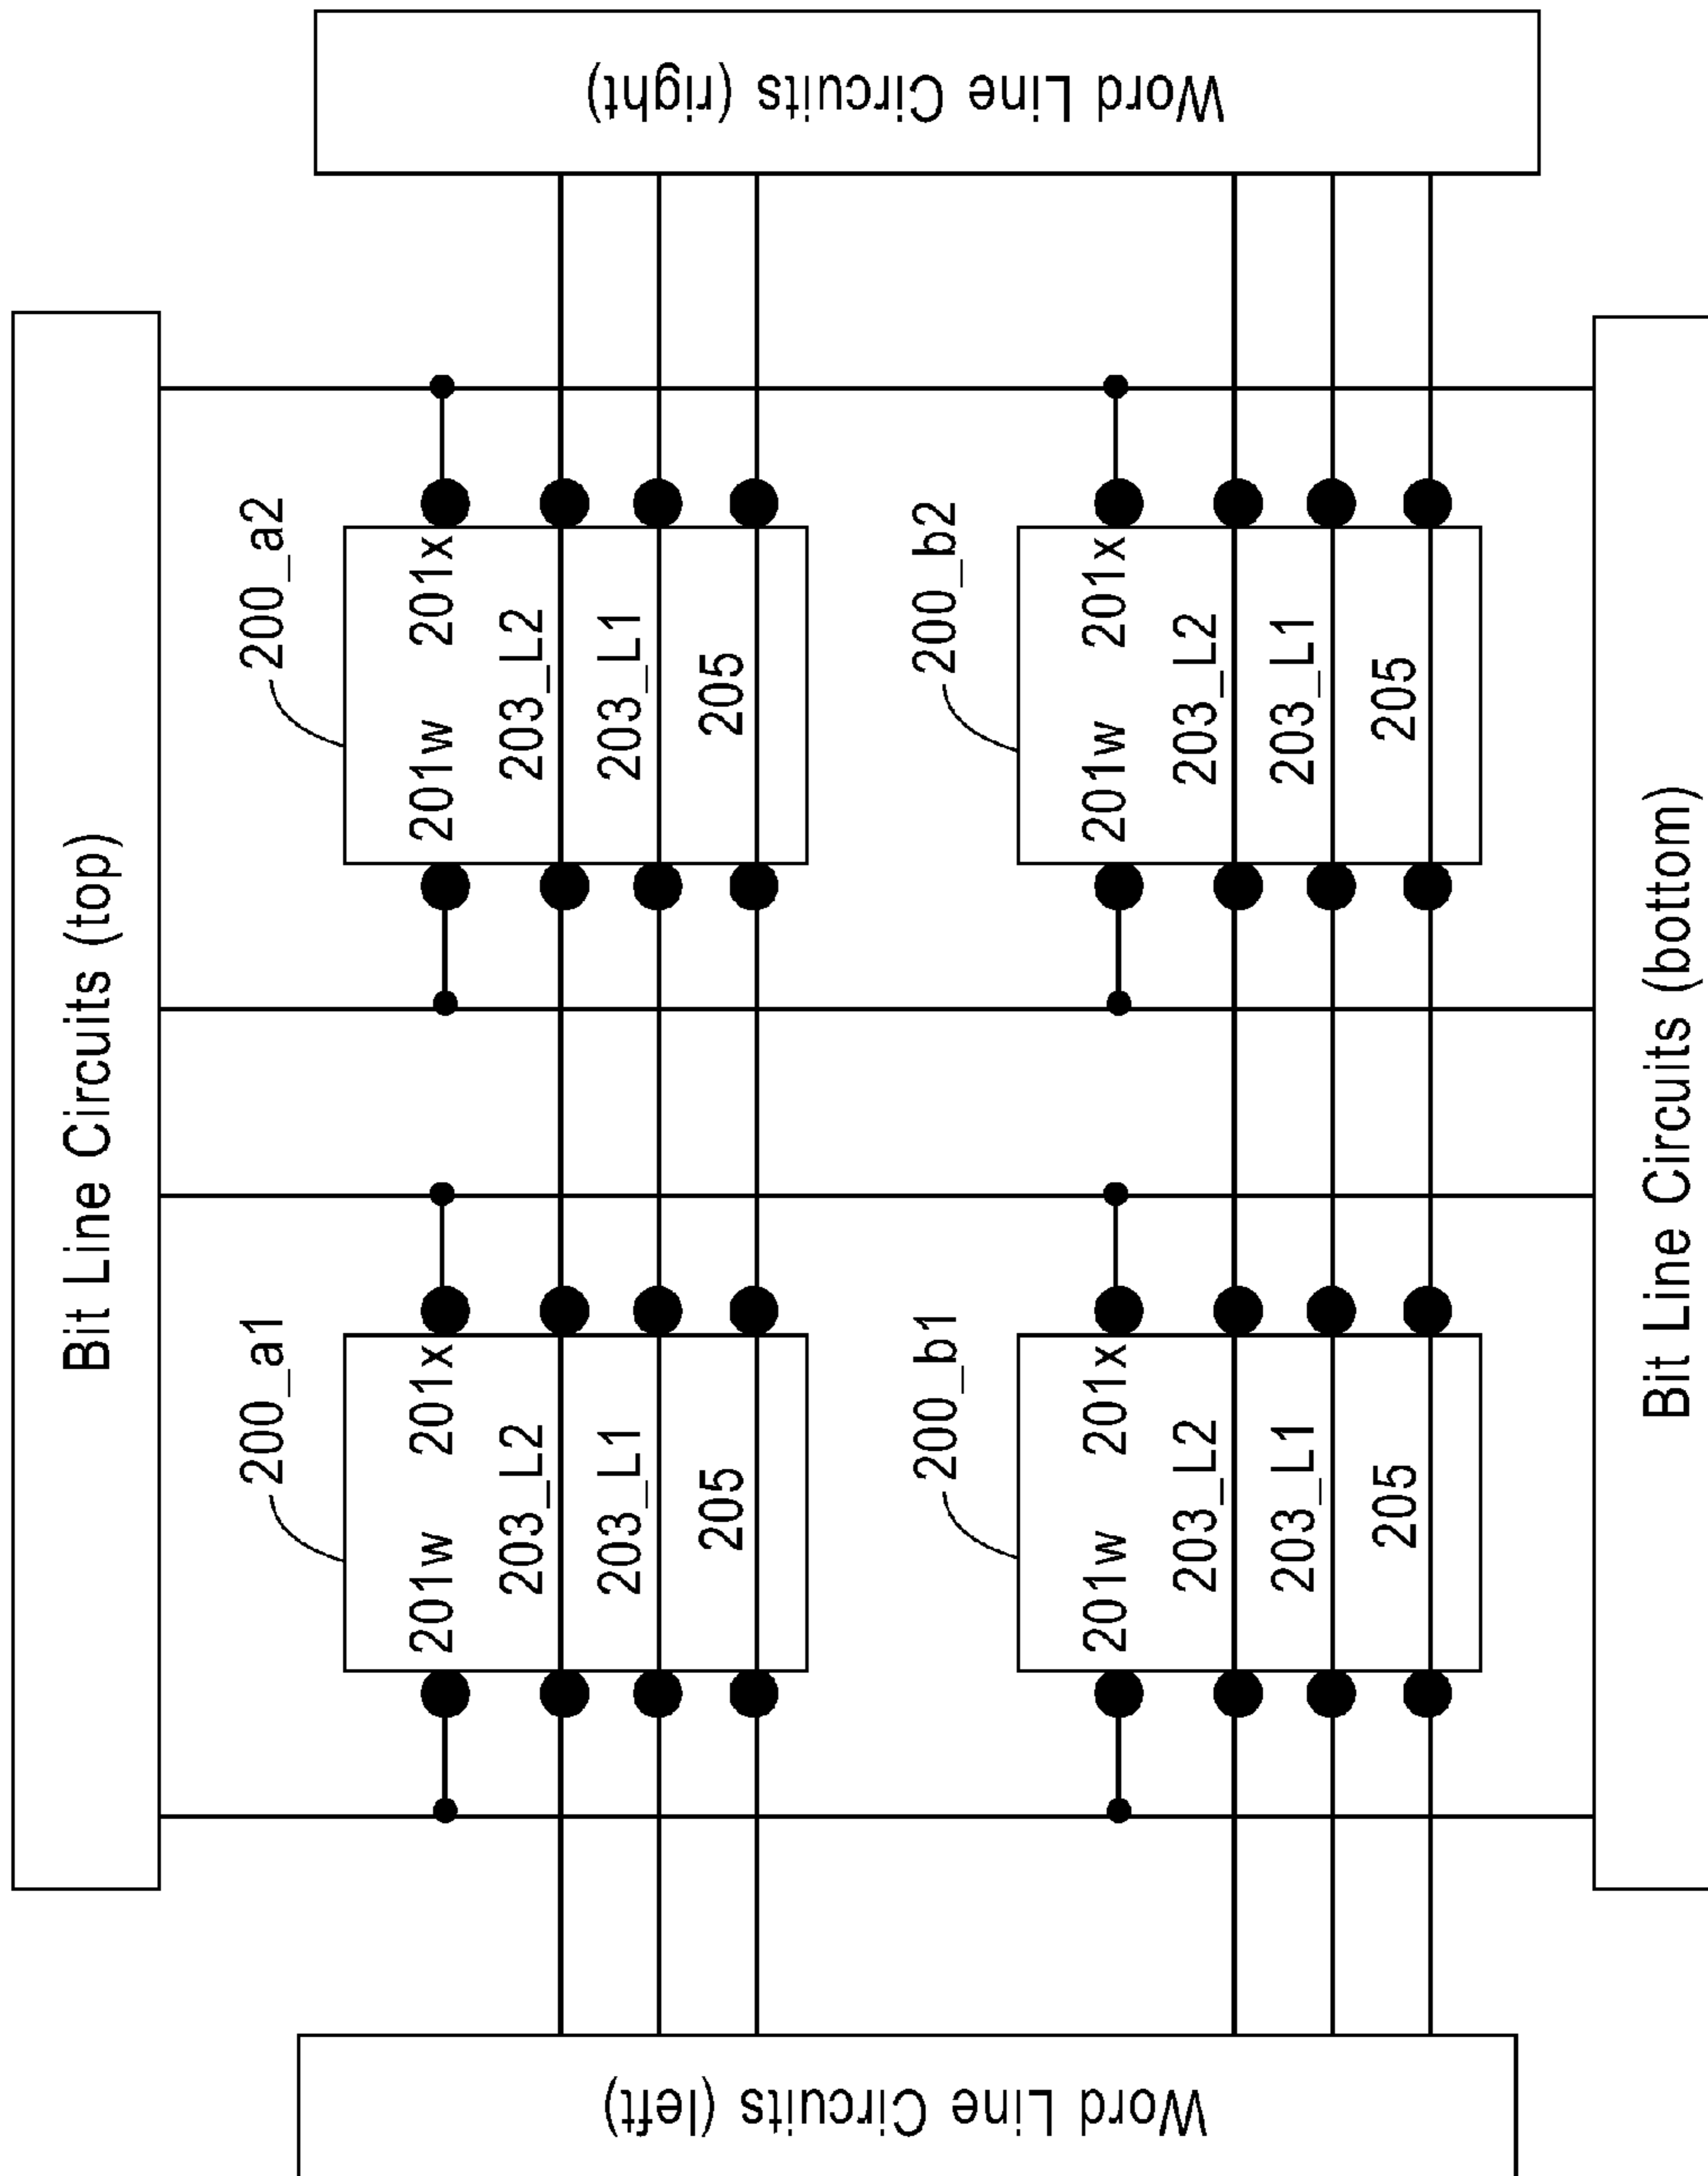 Bit Line Circuits (top)
Word Line Circuits (left)
200_a1
201w 201x
203_L2
203_L1
205
200_a2
201w 201x
203_L2
203_L1
205
200_b1
201w 201x
203_L2
203_L1
205
200_b2
201w 201x
203_L2
203_L1
205
Word Line Circuits (right)
Bit Line Circuits (bottom)